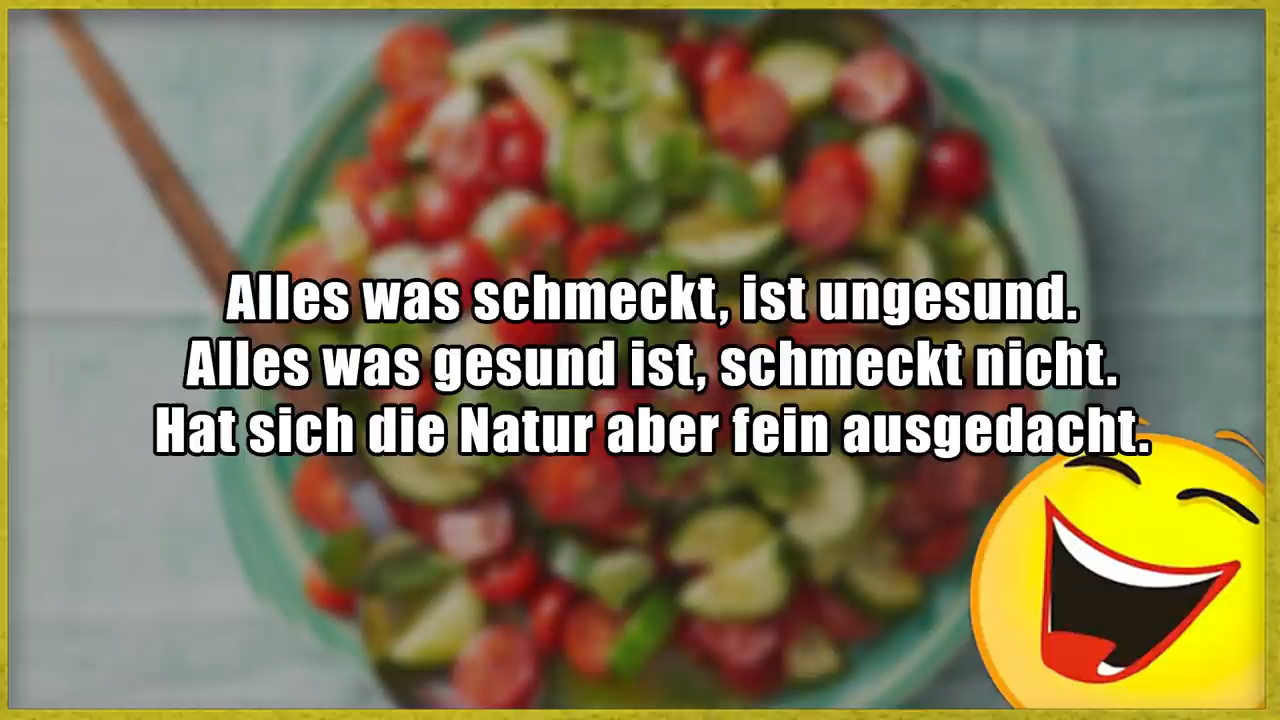 Alles was schmeckt, ist ungesund.
Alles was gesund ist, schmeckt nicht.
Hat sich die Natur aber fein ausgedacht.